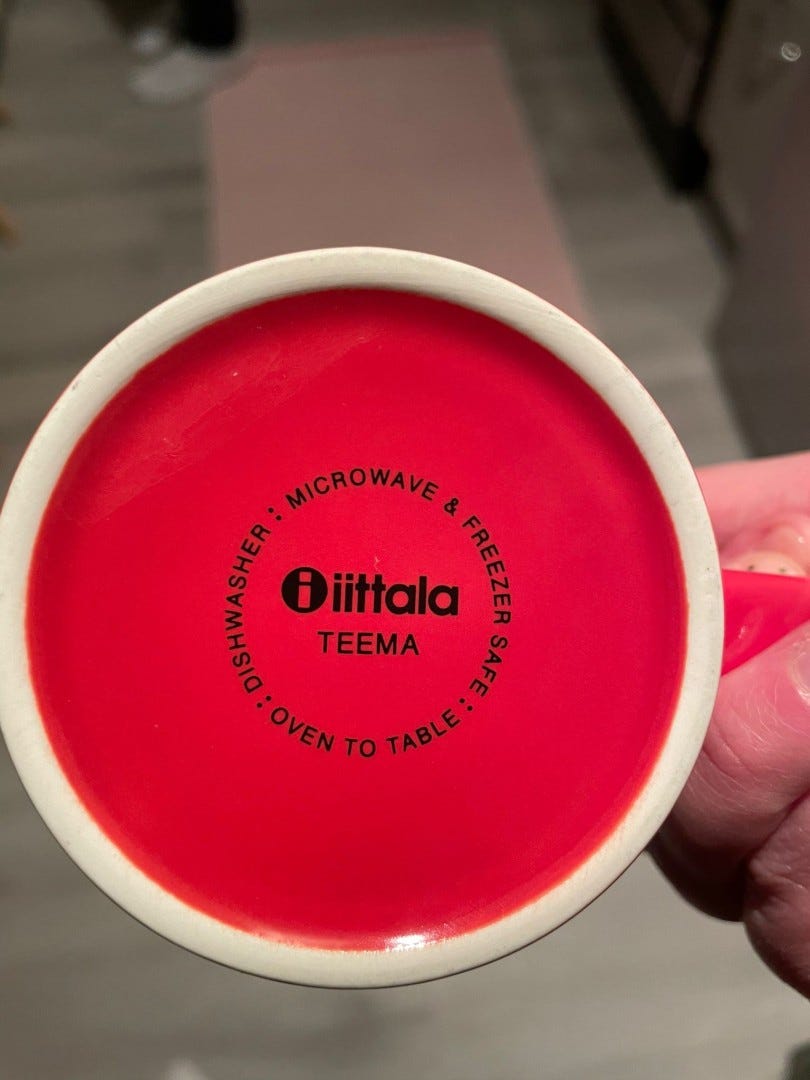 DISHWASHER : MICROWAVE & FREEZER SAFE : OVEN TO TABLE :
i iittala
TEEMA